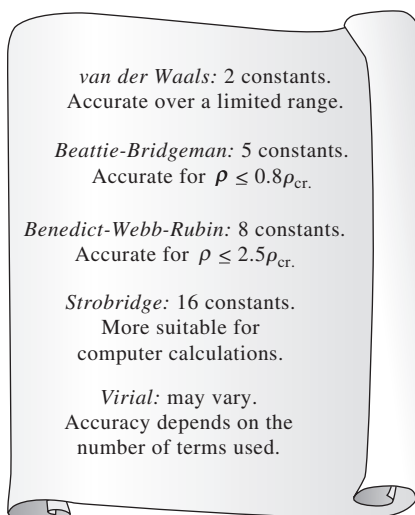 van der Waals: 2 constants.
Accurate over a limited range.
Beattie-Bridgeman: 5 constants.
Accurate for ρ ≤ 0.8ρcr.
Benedict-Webb-Rubin: 8 constants.
Accurate for ρ ≤ 2.5ρcr.
Strobridge: 16 constants.
More suitable for
computer calculations.
Virial: may vary.
Accuracy depends on the
number of terms used.